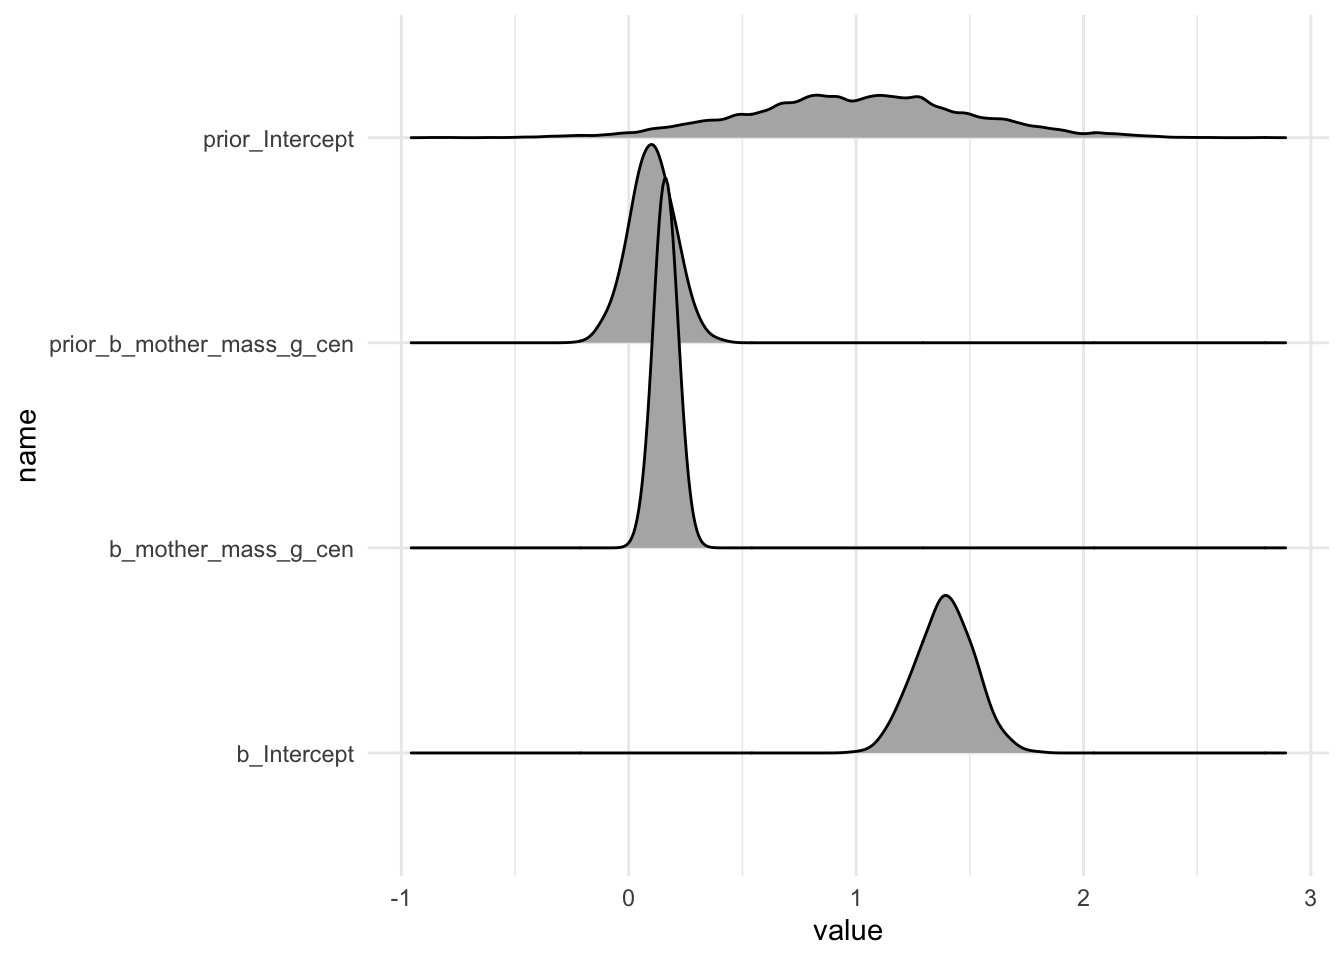 prior_Intercept
prior_b_mother_mass_g_cen
b_mother_mass_g_cen
b_Intercept
name
-1 0 1 2 3
value